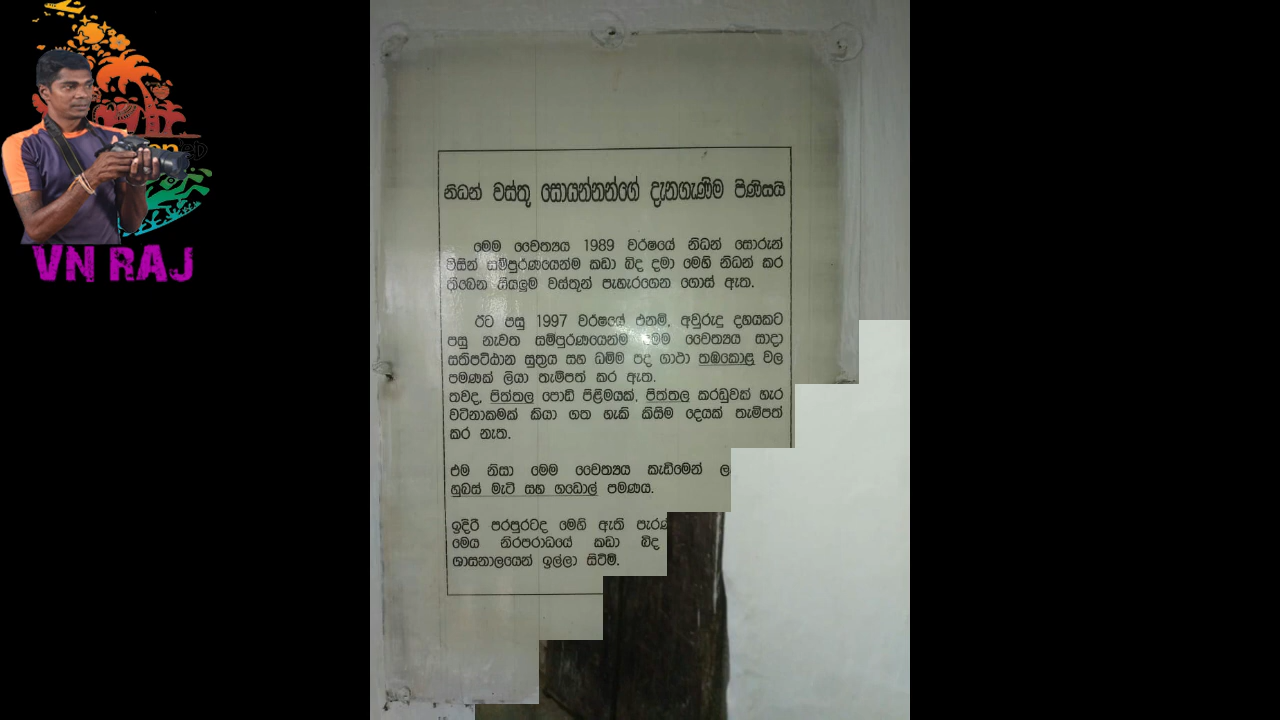 VN RAJ
නිධන් වස්තු සොයන්නන්ගේ දැනගැණීම පිණිසයි
මෙම චෛත්‍යය 1989 වර්ෂයේ නිධන් සොරුන්
විසින් සම්පූර්ණයෙන්ම කඩා බිද දමා මෙහි නිධන් කර
තිබෙන සියලුම වස්තූන් පැහැරගෙන ගොස් ඇත.
ඊට පසු 1997 වර්ෂයේ එනම්, අවුරුදු දහයකට
පසු නැවත සම්පූර්ණයෙන්ම මෙම චෛත්‍යය සාදා
සතිපට්ඨාන සූත්‍රය සහ ධම්ම පද ගාථා තඹකොළ වල
පමණක් ලියා තැම්පත් කර ඇත.
තවද, පිත්තල පොඩි පිළිමයක්, පිත්තල කරඩුවක් හැර
වටිනාකමක් කියා ගත හැකි කිසිම දෙයක් තැම්පත්
කර නැත.
එම නිසා මෙම චෛත්‍යය කැඩීමෙන්
හුබස් මැටි සහ ගඩොල් පමණය.
ඉදිරි පරපුරටද මෙහි ඇති
මෙය නිරපරාධයේ කඩා බිද
ශාසනාලයෙන් ඉල්ලා සිටිමි.